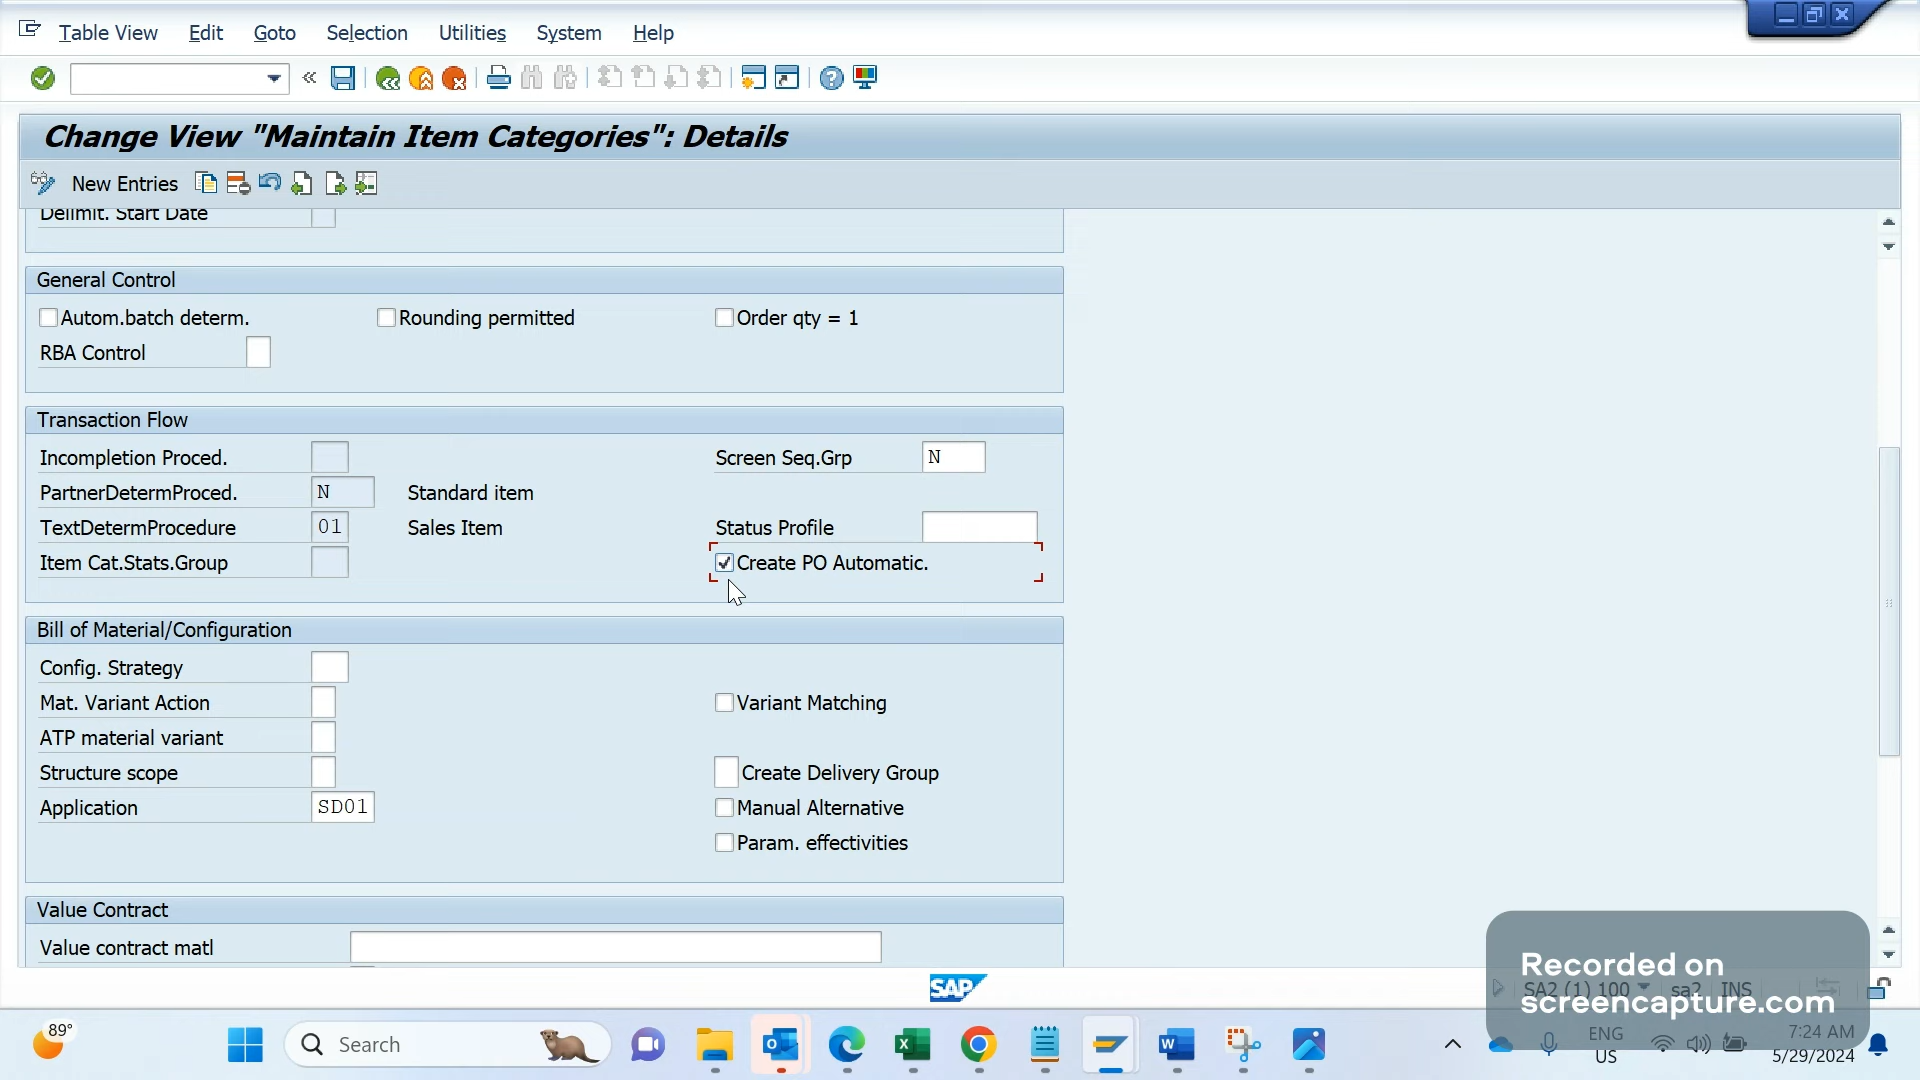 Table View Edit Goto Selection Utilities System Help
Change View "Maintain Item Categories": Details
New Entries
Delimit. Start Date
General Control
Autom.batch determ. Rounding permitted Order qty = 1
RBA Control
Transaction Flow
Incompletion Proced. Screen Seq.Grp N
PartnerDetermProced. N Standard item
TextDetermProcedure 01 Sales Item Status Profile
Item Cat.Stats.Group Create PO Automatic.
Bill of Material/Configuration
Config. Strategy
Mat. Variant Action Variant Matching
ATP material variant
Structure scope Create Delivery Group
Application SD01 Manual Alternative
Param. effectivities
Value Contract
Value contract matl
Recorded on
screencapture.com
SAP
SA2 (1) 100 sa2 INS
89°
Search
ENG
US
7:24 AM
5/29/2024